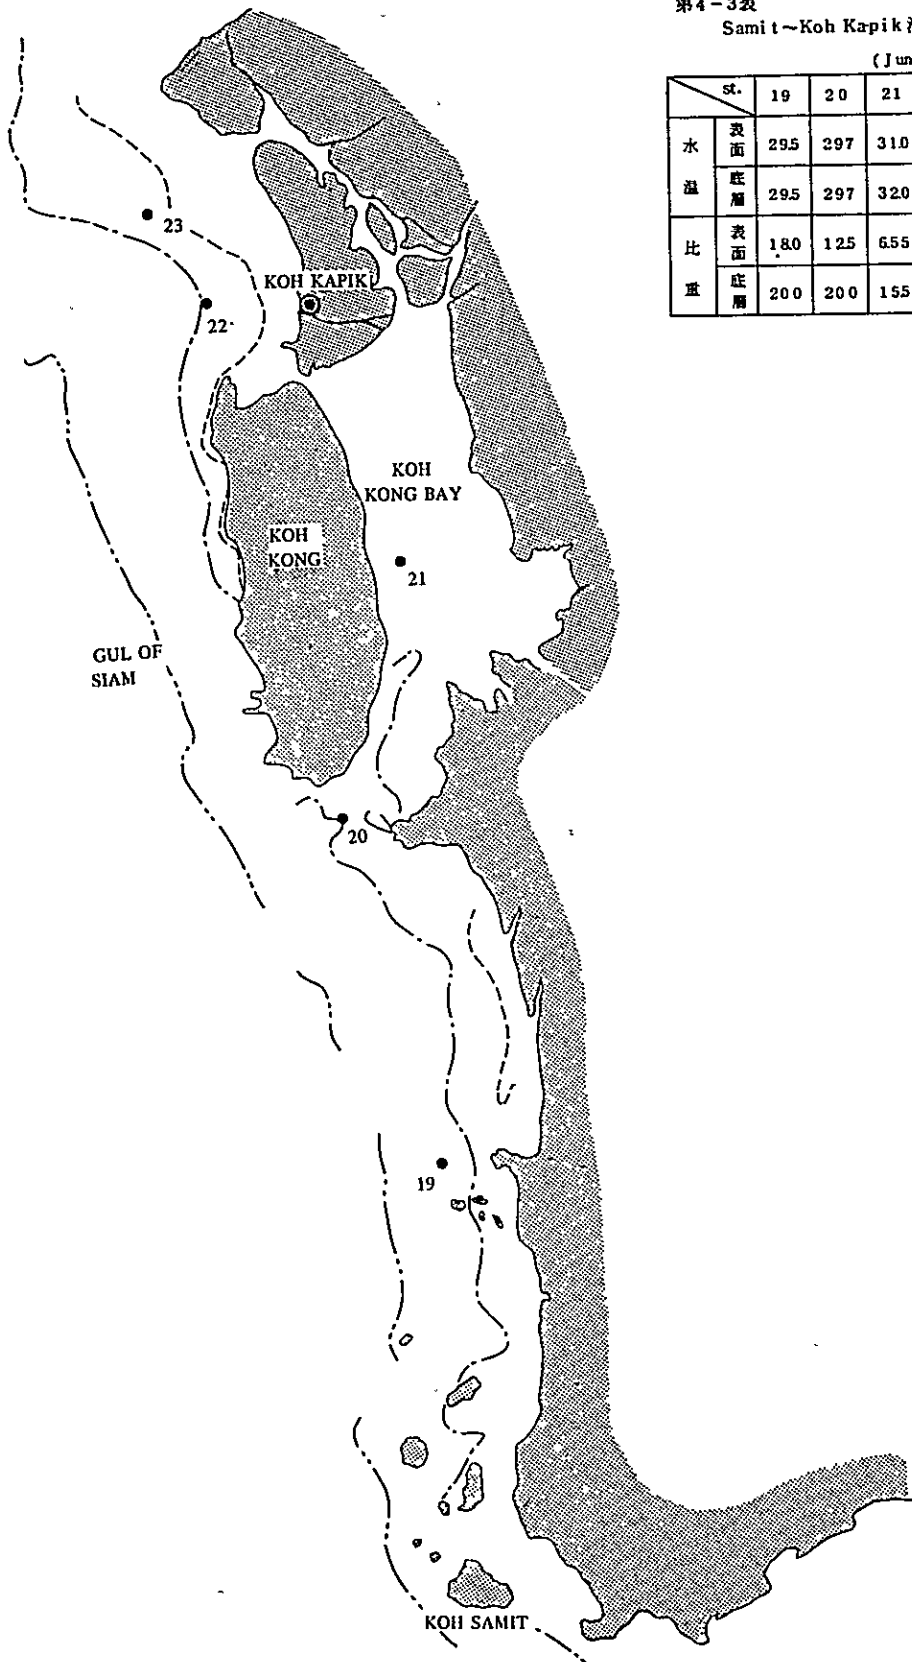 第4-3表
Samit~Koh Kapik
(Jun
st. 19 20 21
水温 表面 29.5 29.7 31.0
底層 29.5 29.7 32.0
比重 表面 18.0 12.5 6.55
底層 20.0 20.0 15.5
23
KOH KAPIK
22
KOH
KONG BAY
KOH
KONG
21
GUL OF
SIAM
20
19
KOH SAMIT